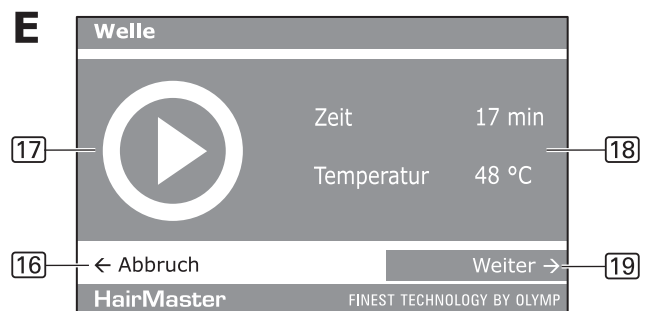 E
Welle
Zeit 17 min
17 18
Temperatur 48 °C
16 ← Abbruch Weiter → 19
HairMaster FINEST TECHNOLOGY BY OLYMP